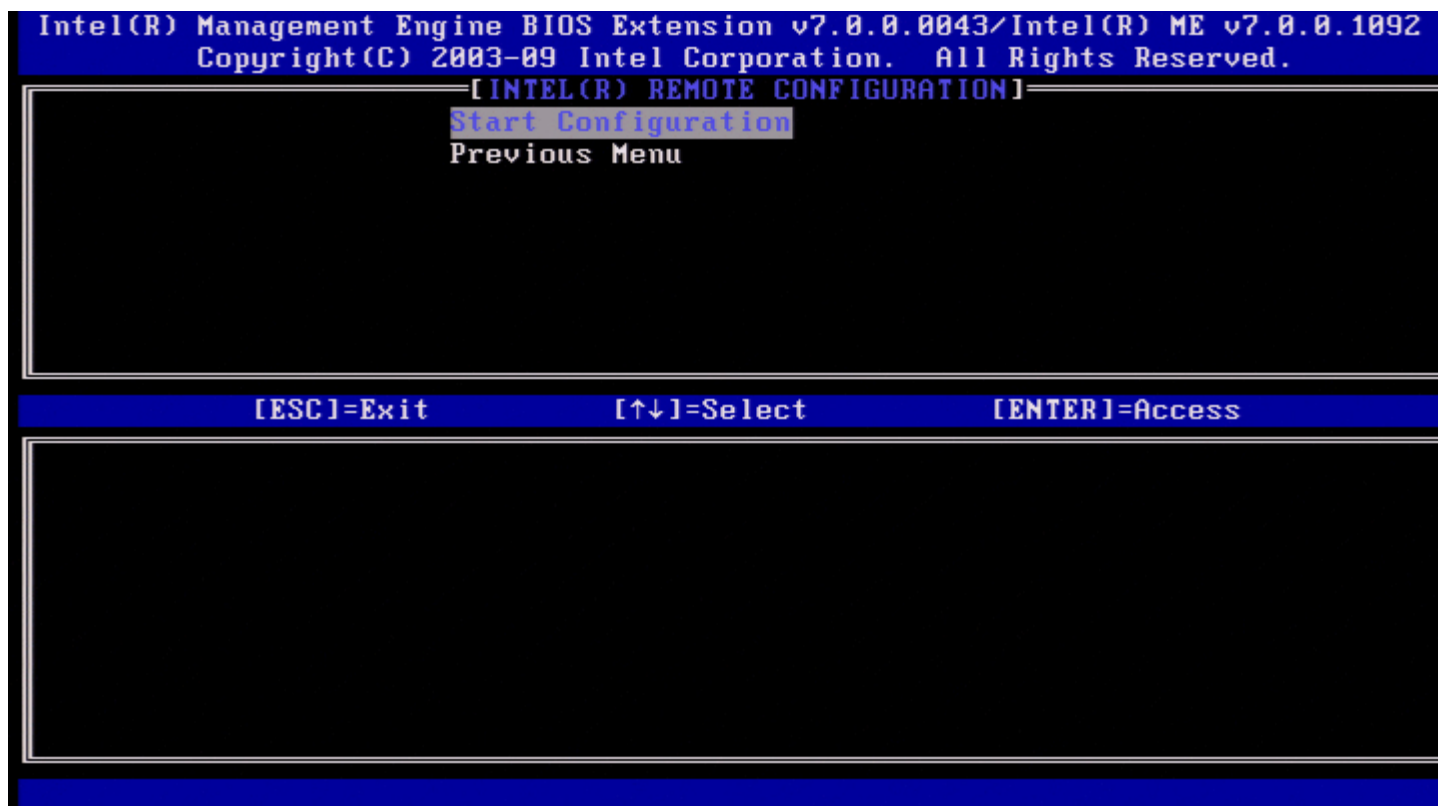 Intel(R) Management Engine BIOS Extension v7.0.0.0043/Intel(R) ME v7.0.0.1092
Copyright(C) 2003-09 Intel Corporation. All Rights Reserved.
[INTEL(R) REMOTE CONFIGURATION]
Start Configuration
Previous Menu
[ESC]=Exit [↑↓]=Select [ENTER]=Access